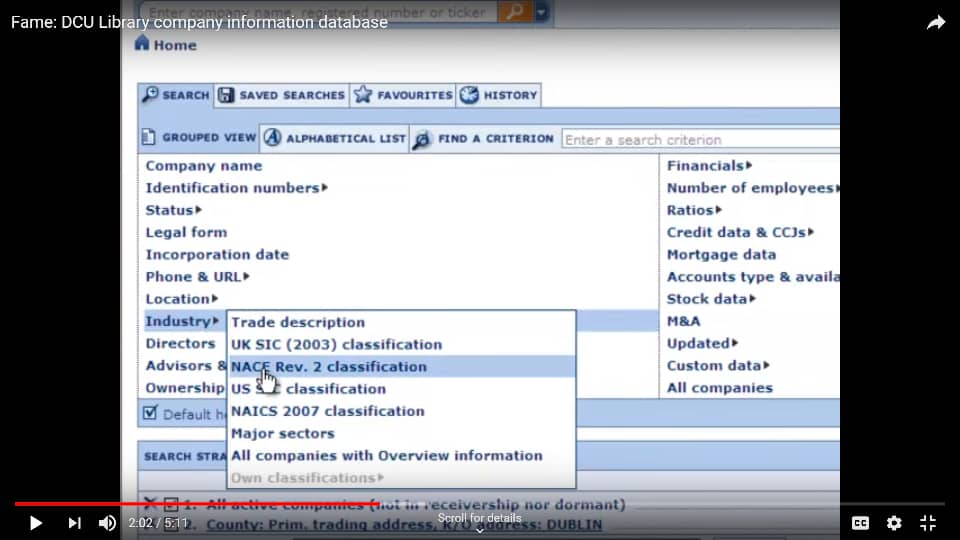 Enter company name, registered number or ticker
Fame: DCU Library company information database
Home
SEARCH SAVED SEARCHES FAVOURITES HISTORY
GROUPED VIEW ALPHABETICAL LIST FIND A CRITERION Enter a search criterion
Company name
Identification numbers
Status
Legal form
Incorporation date
Phone & URL
Location
Industry
Directors
Advisors &
Ownership
Trade description
UK SIC (2003) classification
NACE Rev. 2 classification
US SIC classification
NAICS 2007 classification
Major sectors
All companies with Overview information
Own classifications
Financials
Number of employees
Ratios
Credit data & CCJs
Mortgage data
Accounts type & availa
Stock data
M&A
Updated
Custom data
All companies
Default h
SEARCH STRA
1. All active companies (not in receivership nor dormant)
2. County: Prim. trading address, R/O address: DUBLIN
Scroll for details
2:02 / 5:11
CC